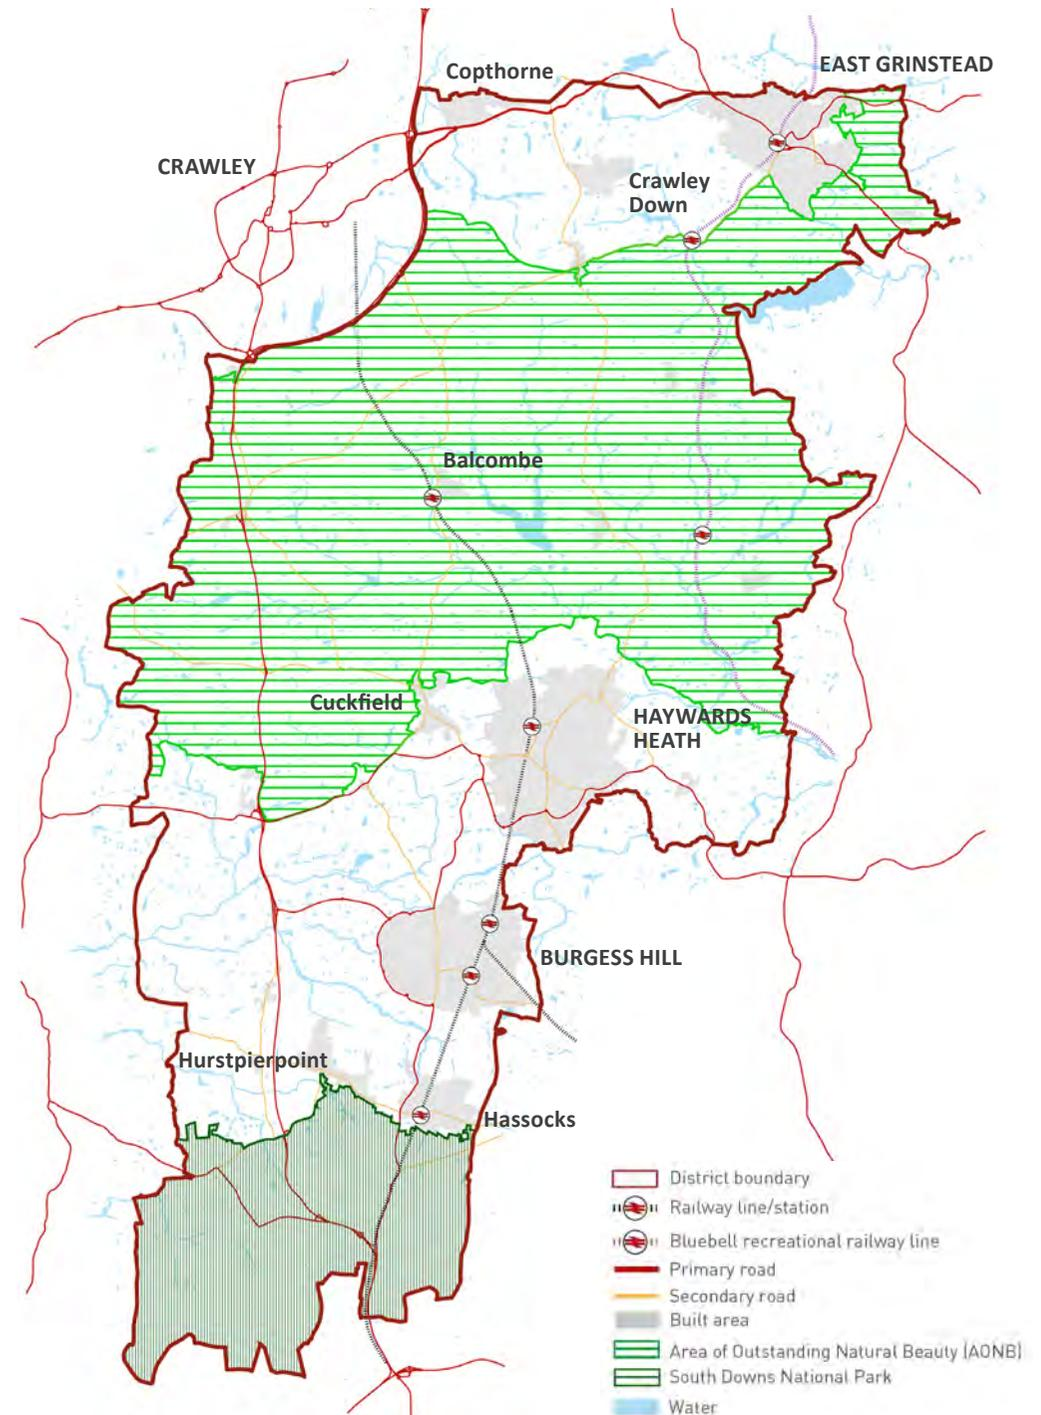 EAST GRINSTEAD
Copthorne
CRAWLEY
Crawley
Down
Balcombe
Cuckfield
HAYWARDS
HEATH
BURGESS HILL
Hurstpierpoint
Hassocks
District boundary
Railway line/station
Bluebell recreational railway line
Primary road
Secondary road
Built area
Area of Outstanding Natural Beauty (AONB)
South Downs National Park
Water